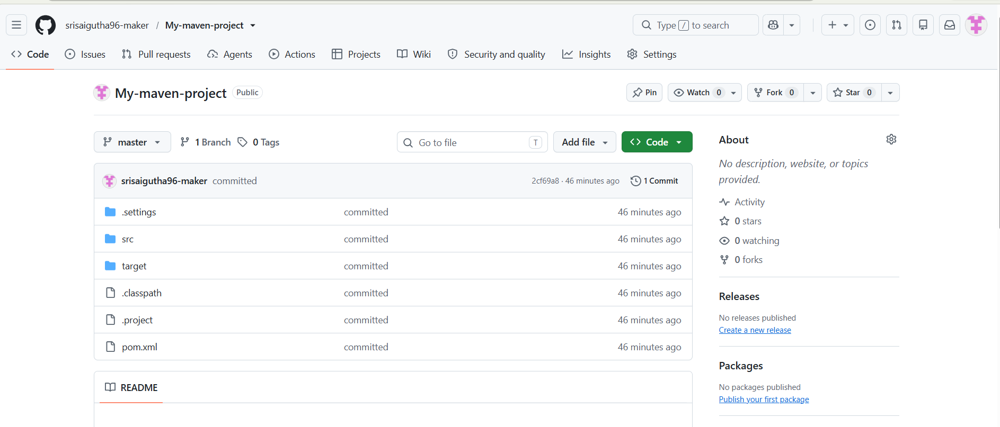 srisaigutha96-maker / My-maven-project
Type / to search
Code Issues Pull requests Agents Actions Projects Wiki Security and quality Insights Settings
My-maven-project Public
Pin Watch 0 Fork 0 Star 0
master 1 Branch 0 Tags
Go to file T Add file Code
srisaigutha96-maker committed 2cf69a8 · 46 minutes ago 1 Commit
.settings committed 46 minutes ago
src committed 46 minutes ago
target committed 46 minutes ago
.classpath committed 46 minutes ago
.project committed 46 minutes ago
pom.xml committed 46 minutes ago
README
About
No description, website, or topics
provided.
Activity
0 stars
0 watching
0 forks
Releases
No releases published
Create a new release
Packages
No packages published
Publish your first package